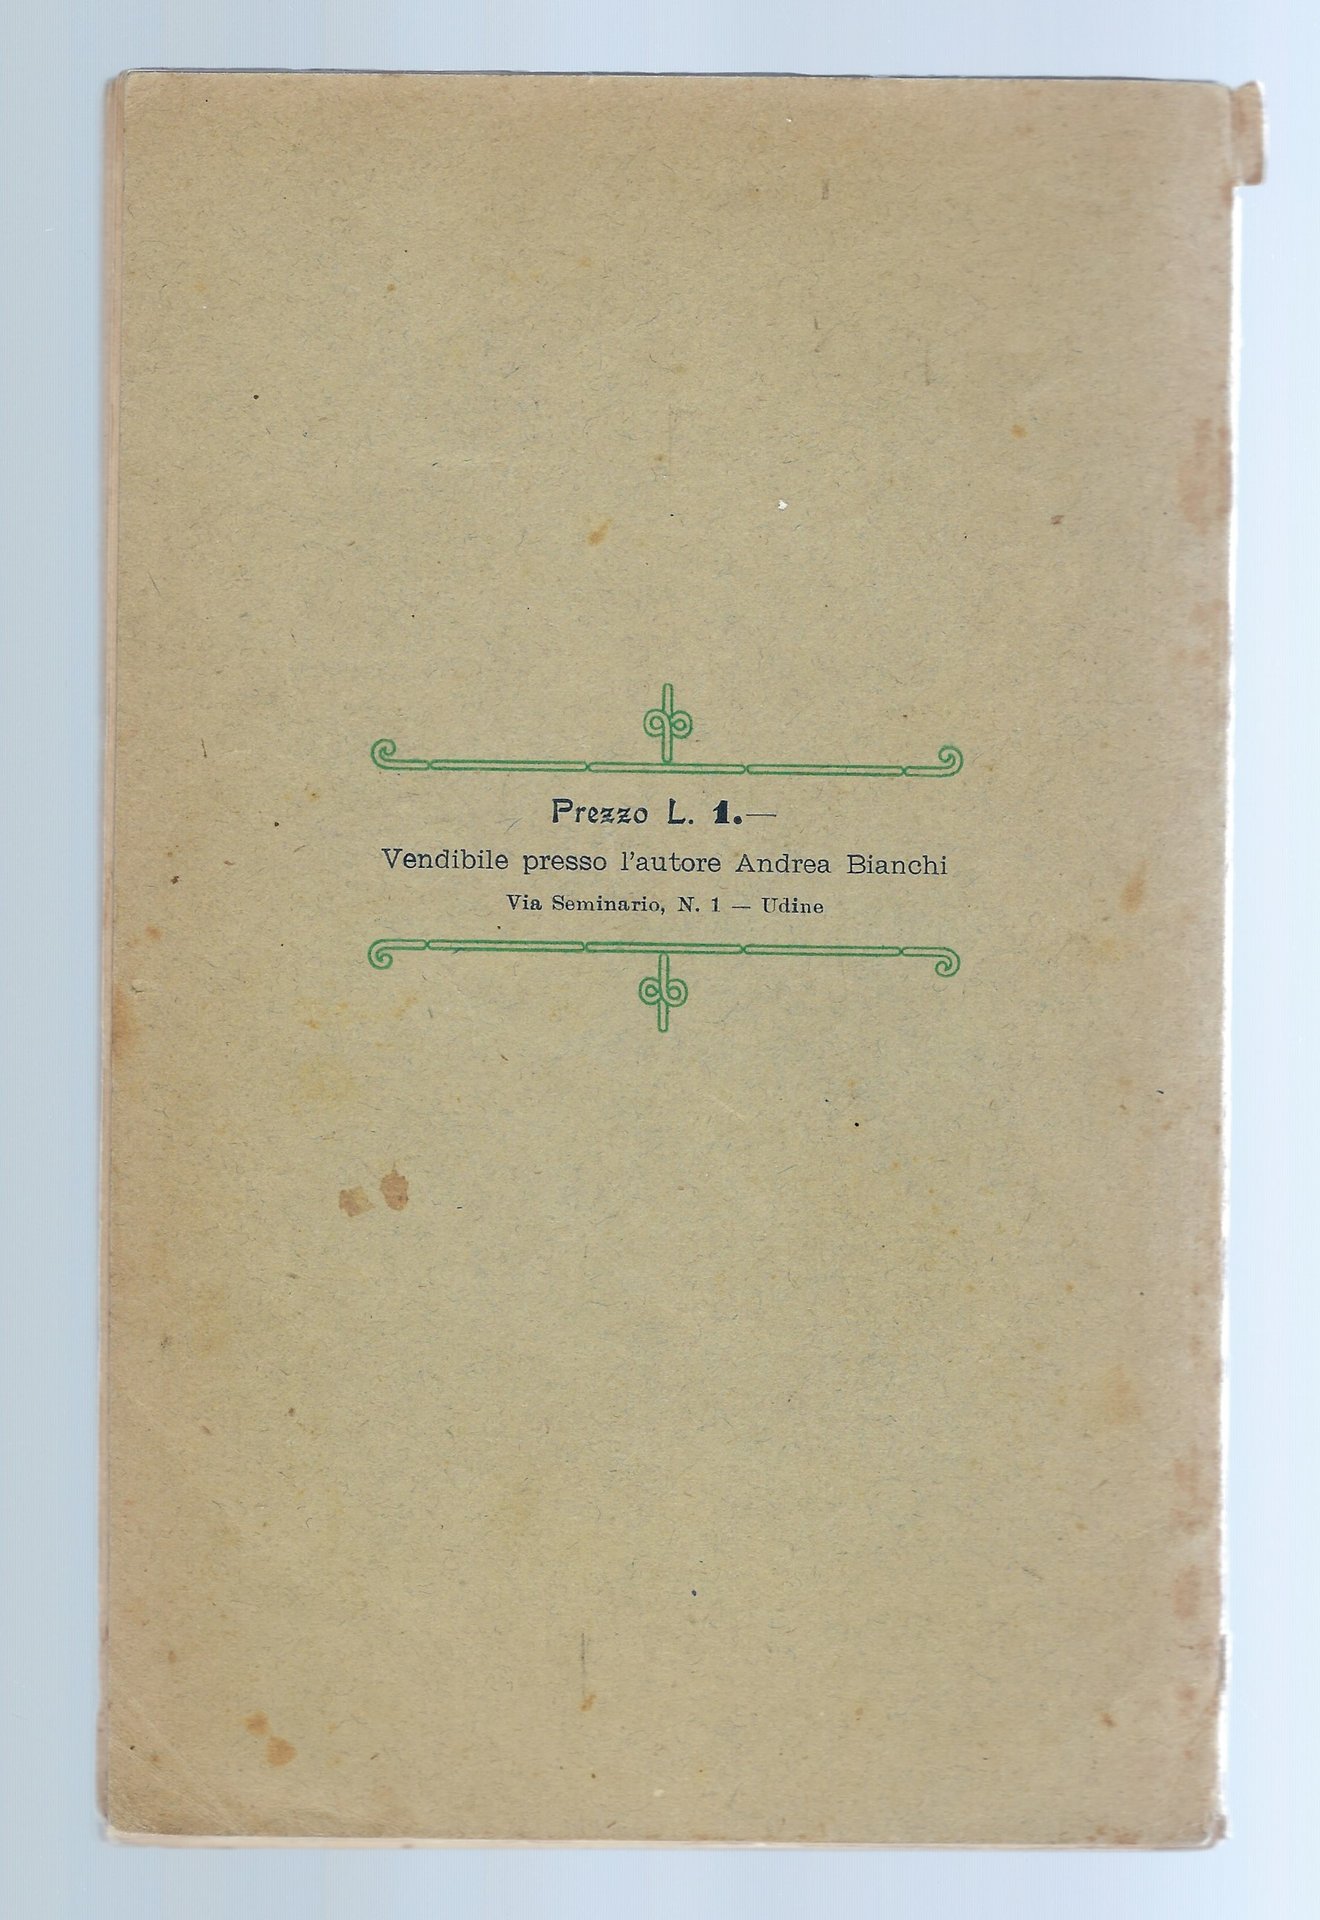 Prezzo L. 1.—
Vendibile presso l'autore Andrea Bianchi
Via Seminario, N. 1 — Udine